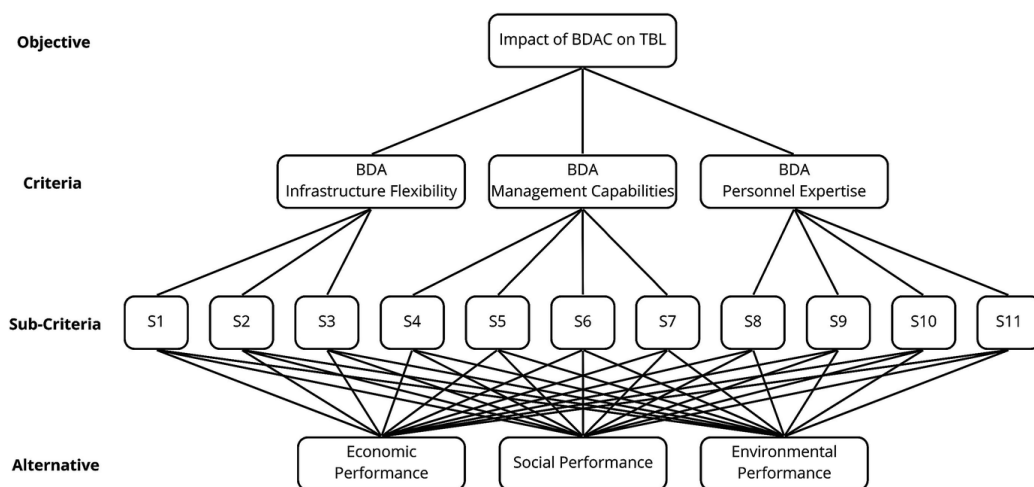 Objective
Impact of BDAC on TBL
Criteria
BDA
Infrastructure Flexibility
BDA
Management Capabilities
BDA
Personnel Expertise
Sub-Criteria
S1
S2
S3
S4
S5
S6
S7
S8
S9
S10
S11
Alternative
Economic
Performance
Social Performance
Environmental
Performance